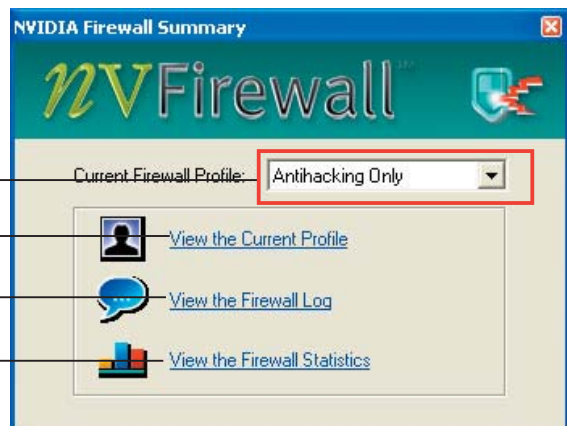 NVIDIA Firewall Summary
nVFirewall™
Current Firewall Profile: Antihacking Only
View the Current Profile
View the Firewall Log
View the Firewall Statistics